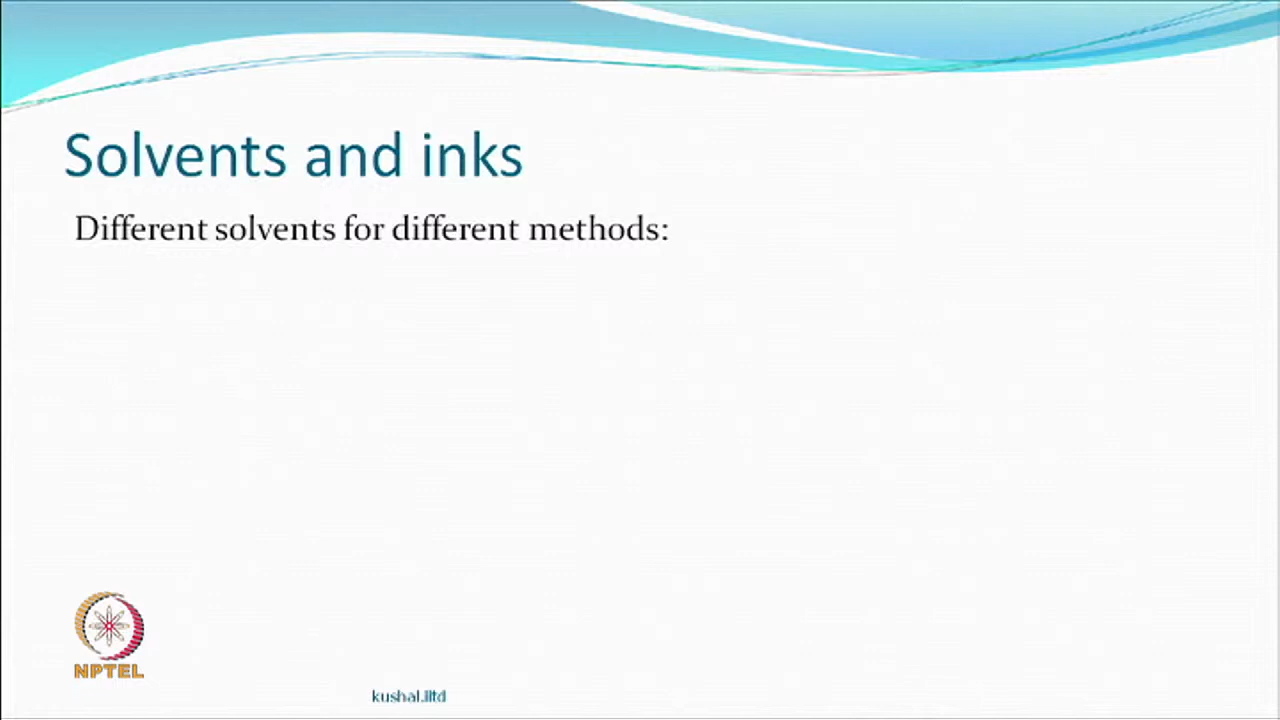 Solvents and inks
Different solvents for different methods:
NPTEL
kushal.iitd